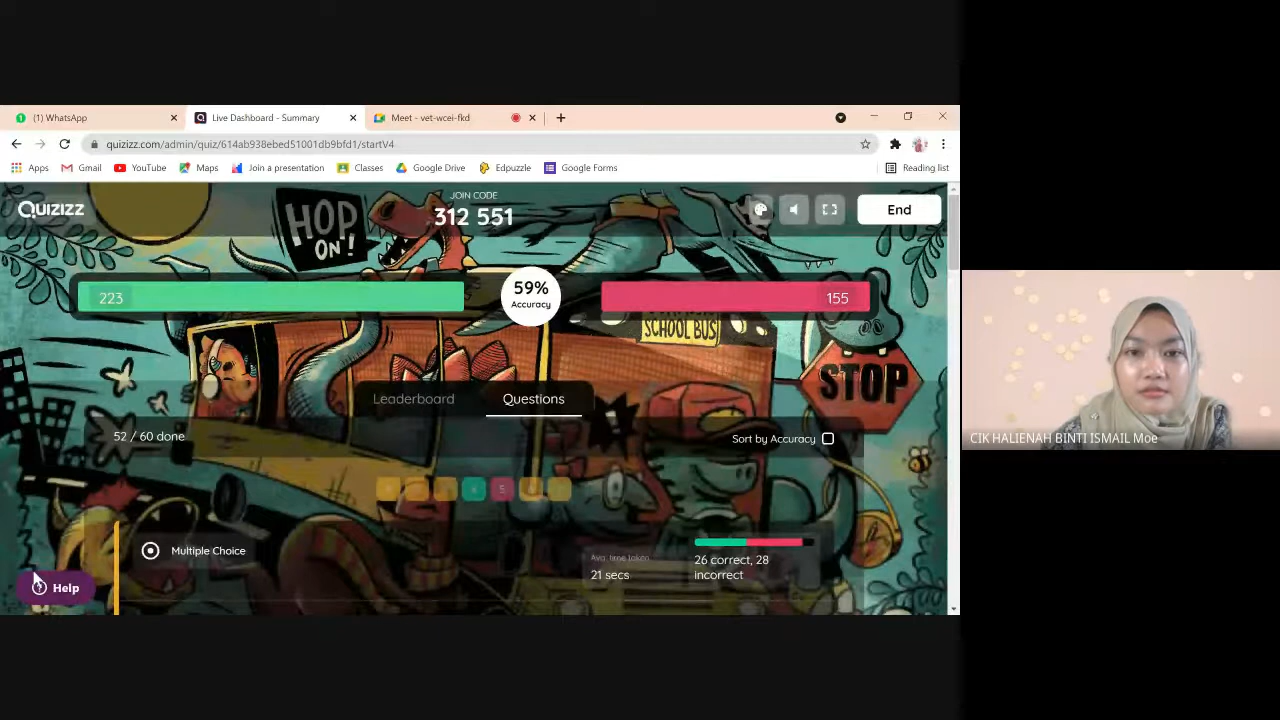 (1) WhatsApp
Live Dashboard - Summary
Meet - vet-wcei-fkd
quizizz.com/admin/quiz/614ab938ebed51001db9bfd1/startV4
Apps Gmail YouTube Maps Join a presentation Classes Google Drive Edpuzzle Google Forms Reading list
QUIZIZZ
HOP
ON!
JOIN CODE
312 551
End
223
59%
Accuracy
155
SCHOOL BUS
STOP
Leaderboard Questions
52 / 60 done
Sort by Accuracy
Multiple Choice
Avg. time taken
21 secs
26 correct, 28
incorrect
Help
CIK HALIENAH BINTI ISMAIL Moe